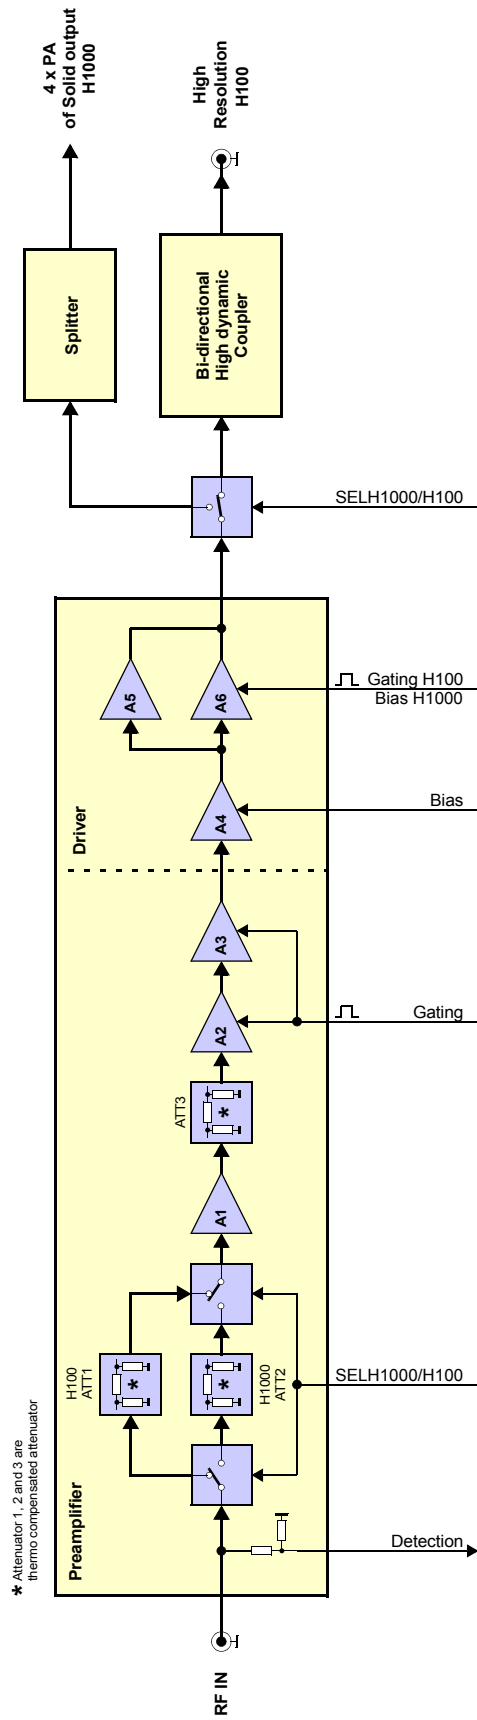 * Attenuator 1, 2 and 3 are
thermo compensated attenuator
RF IN
Preamplifier
Detection
H100
ATT1
H1000
ATT2
*
*
SELH1000/H100
A1
ATT3
*
A2
A3
Gating
Driver
A4
Bias
A5
A6
Gating H100
Bias H1000
SELH1000/H100
Splitter
Bi-directional
High dynamic
Coupler
4 x PA
of Solid output
H1000
High
Resolution
H100